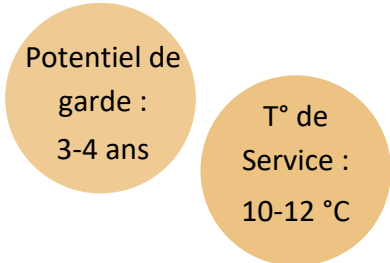 Potentiel de
garde :
3-4 ans
T° de
Service :
10-12 °C